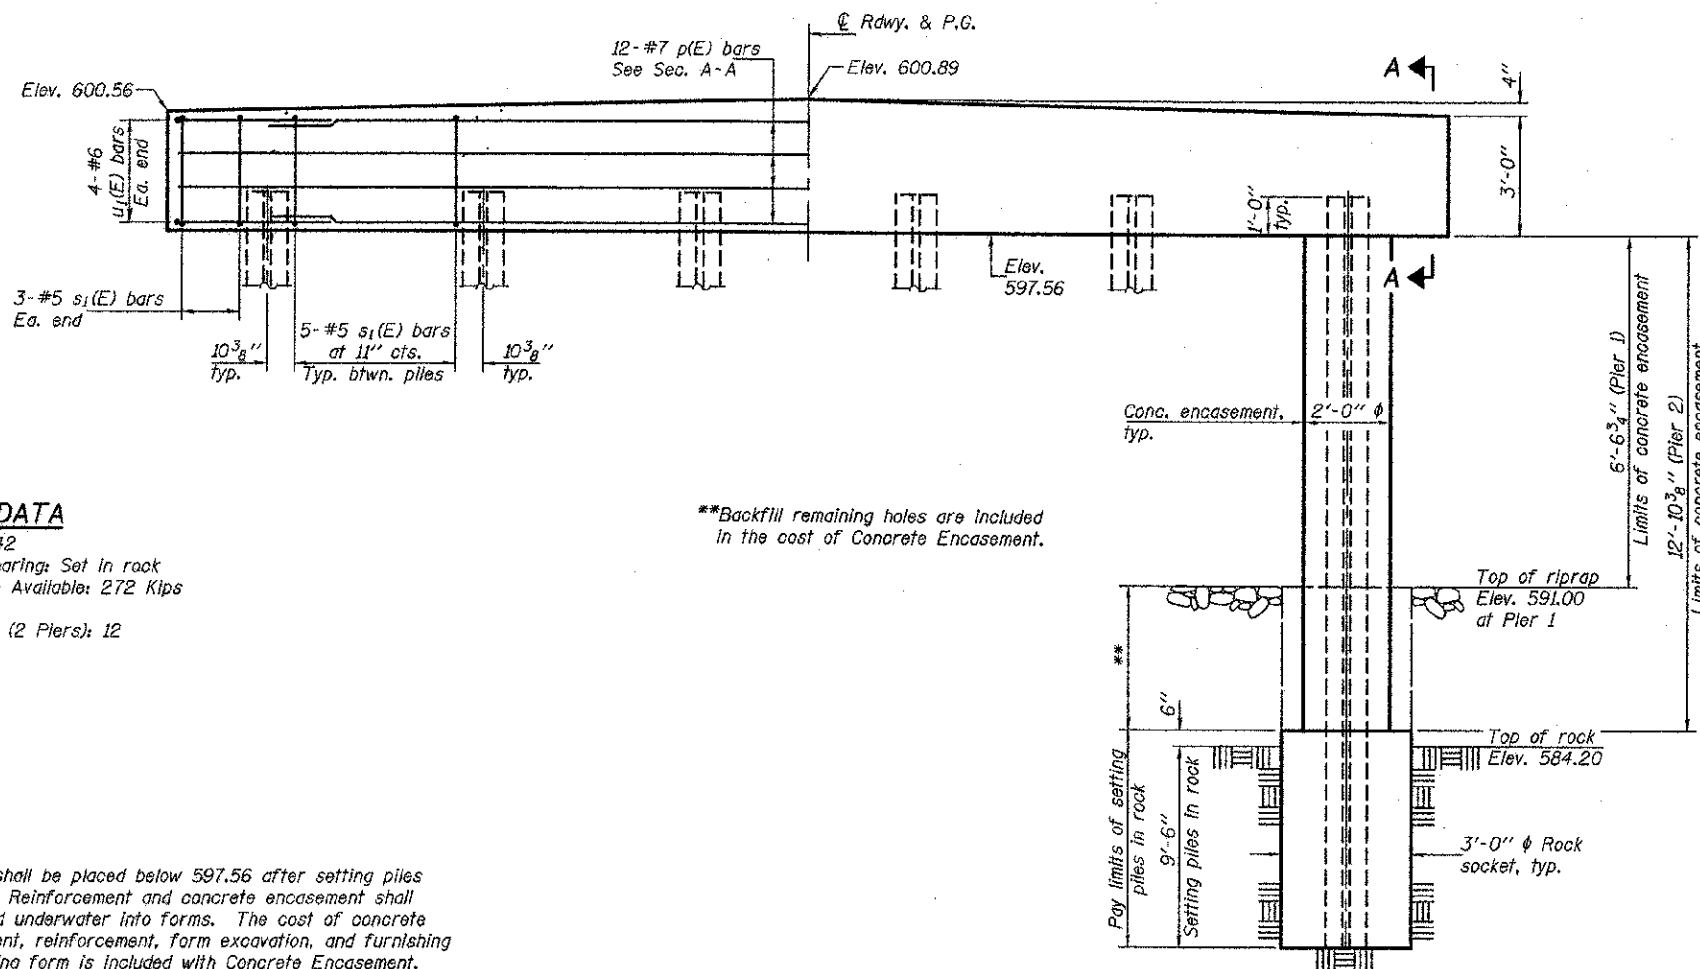 ℄ Rdwy. & P.G.
12-#7 p(E) bars
See Sec. A-A
Elev. 600.89
Elev. 600.56
A
4"
4-#6
u1(E) bars
Ea. end
3'-0"
1'-0"
typ.
Elev.
597.56
A
3-#5 s1(E) bars
Ea. end
5-#5 s1(E) bars
at 11" cts.
Typ. btwn. piles
10 3/8"
typ.
10 3/8"
typ.
Conc. encasement,
typ.
2'-0" ϕ
6'-6 3/4" (Pier 1)
Limits of concrete encasement
12'-10 3/8" (Pier 2)
Limits of concrete encasement
DATA
42
aring: Set in rock
Available: 272 Kips
(2 Piers): 12
**Backfill remaining holes are included
in the cost of Concrete Encasement.
Top of riprap
Elev. 591.00
at Pier 1
**
6"
Top of rock
Elev. 584.20
Pay limits of setting
piles in rock
9'-6"
Setting piles in rock
3'-0" ϕ Rock
socket, typ.
shall be placed below 597.56 after setting piles
Reinforcement and concrete encasement shall
d underwater into forms. The cost of concrete
ent, reinforcement, form excavation, and furnishing
ing form is included with Concrete Encasement.